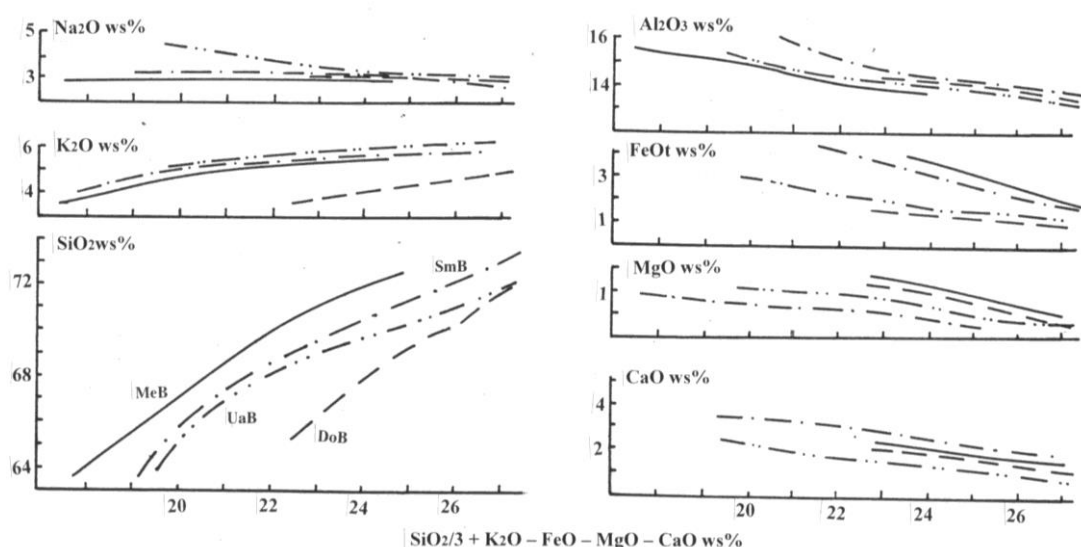 Na2O ws%
5
3
K2O ws%
6
4
SiO2ws%
72
68
64
SmB
MeB
UaB
DoB
20 22 24 26
Al2O3 ws%
16
14
FeOt ws%
3
1
MgO ws%
1
CaO ws%
4
2
20 22 24 26
SiO2/3 + K2O – FeO – MgO – CaO ws%